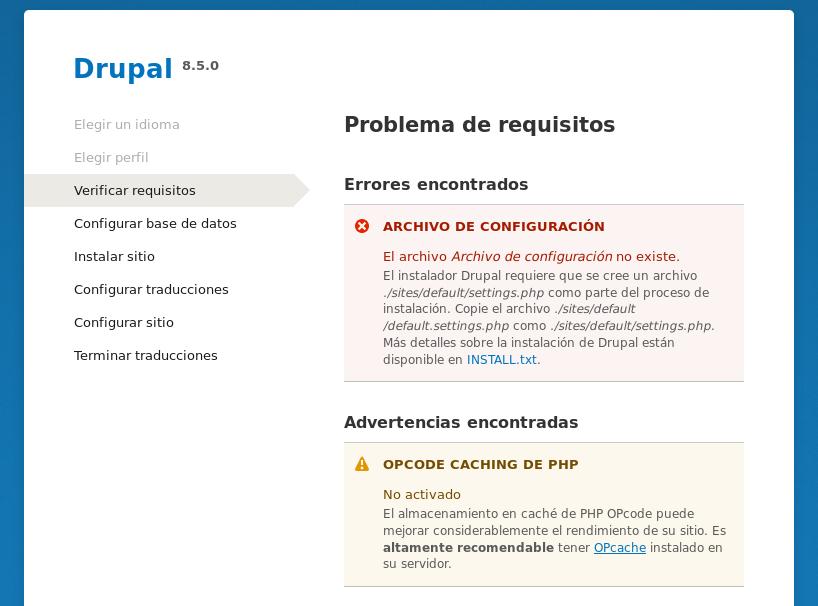 Drupal 8.5.0
Elegir un idioma
Elegir perfil
Verificar requisitos
Configurar base de datos
Instalar sitio
Configurar traducciones
Configurar sitio
Terminar traducciones
Problema de requisitos
Errores encontrados
ARCHIVO DE CONFIGURACIÓN
El archivo Archivo de configuración no existe.
El instalador Drupal requiere que se cree un archivo
./sites/default/settings.php como parte del proceso de
instalación. Copie el archivo ./sites/default
/default.settings.php como ./sites/default/settings.php.
Más detalles sobre la instalación de Drupal están
disponible en INSTALL.txt.
Advertencias encontradas
OPCODE CACHING DE PHP
No activado
El almacenamiento en caché de PHP OPcode puede
mejorar considerablemente el rendimiento de su sitio. Es
altamente recomendable tener OPcache instalado en
su servidor.